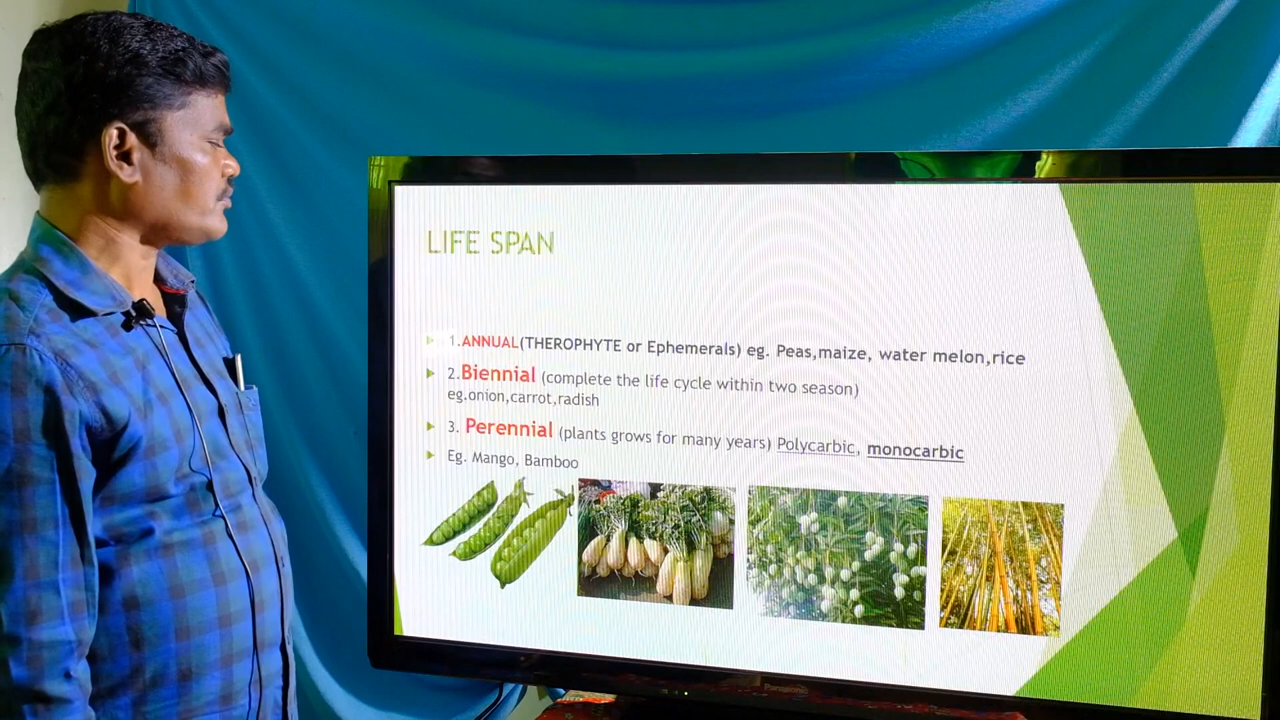 LIFE SPAN
1.ANNUAL(THEROPHYTE or Ephemerals) eg. Peas,maize, water melon,rice
2.Biennial (complete the life cycle within two season)
eg.onion,carrot,radish
3. Perennial (plants grows for many years) Polycarbic, monocarbic
Eg. Mango, Bamboo
Panasonic